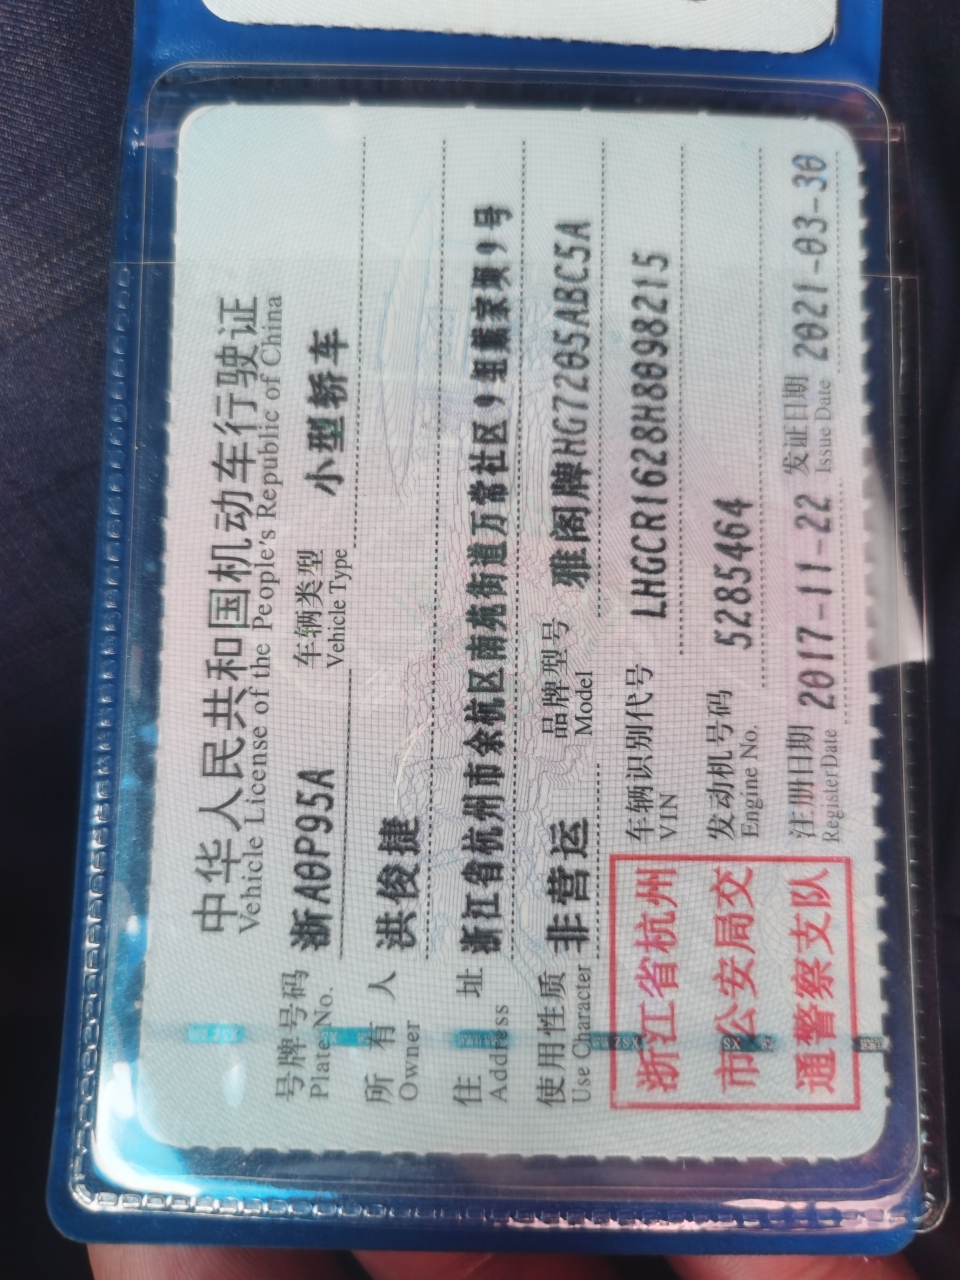 中华人民共和国机动车行驶证
Vehicle License of the People's Republic of China
号牌号码 浙A0P95A 车辆类型 小型轿车
Plate No. Vehicle Type
所有人 洪俊捷
Owner
住址 浙江省杭州市余杭区南苑街道万常社区9组戴家坝9号
Address
使用性质 非营运 品牌型号 雅阁牌HG7205ABC5A
Use Character Model
浙江省杭州
市公安局交
通警察支队
车辆识别代号 LHGCR1628H8098215
VIN
发动机号码 5285464
Engine No.
注册日期 2017-11-22 发证日期 2021-03-30
Register Date Issue Date